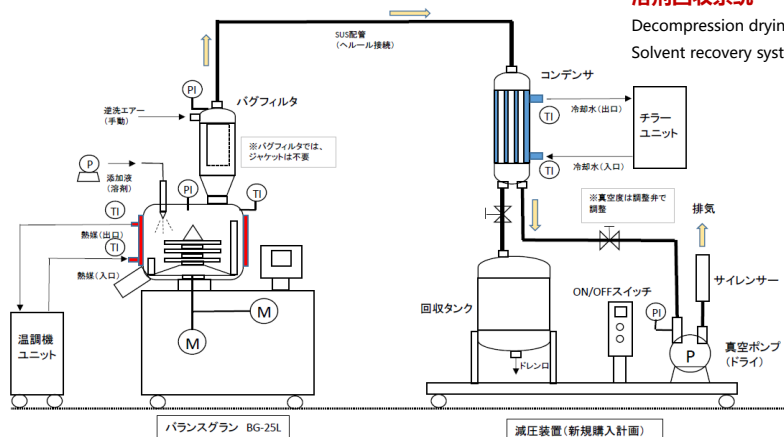 溶剤回収系统
Decompression dryin
Solvent recovery syst
SUS配管
(ヘルール接続)
コンデンサ
PI
バグフィルタ
逆洗エアー
(手動)
TI
冷却水(出口)
チラー
ユニット
※バグフィルタでは、
ジャケットは不要
P
添加液
(溶剤)
TI
冷却水(入口)
PI
TI
※真空度は調整弁で
調整
排気
TI
熱媒(出口)
TI
熱媒(入口)
ON/OFFスイッチ
サイレンサー
回収タンク
PI
M
温調機
ユニット
M
P
真空ポンプ
(ドライ)
ドレン口
バランスグラン BG-25L
減圧装置(新規購入計画)